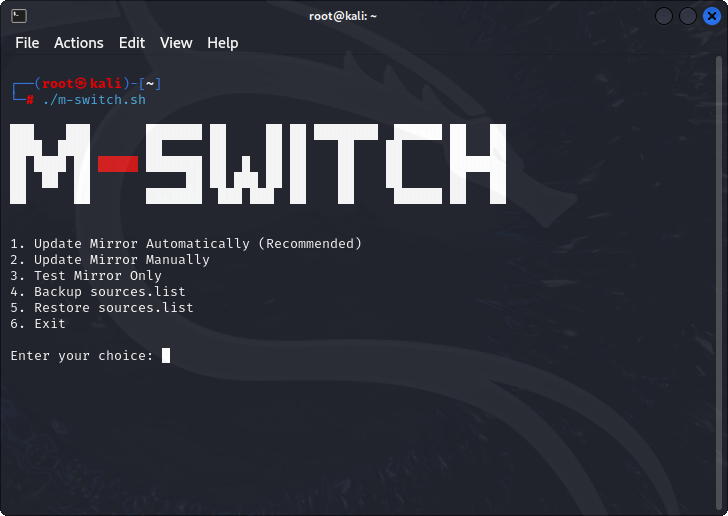 root@kali: ~
File Actions Edit View Help
┌──(root㉿kali)-[~]
└─# ./m-switch.sh
M-SWITCH
1. Update Mirror Automatically (Recommended)
2. Update Mirror Manually
3. Test Mirror Only
4. Backup sources.list
5. Restore sources.list
6. Exit
Enter your choice: